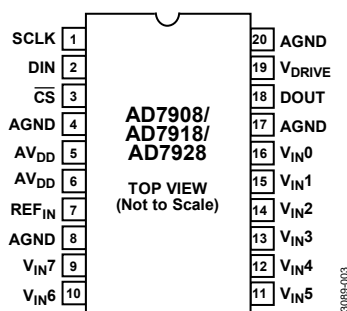 SCLK 1
DIN 2
CS 3
AGND 4
AVDD 5
AVDD 6
REFIN 7
AGND 8
VIN7 9
VIN6 10
AD7908/
AD7918/
AD7928
TOP VIEW
(Not to Scale)
20 AGND
19 VDRIVE
18 DOUT
17 AGND
16 VIN0
15 VIN1
14 VIN2
13 VIN3
12 VIN4
11 VIN5